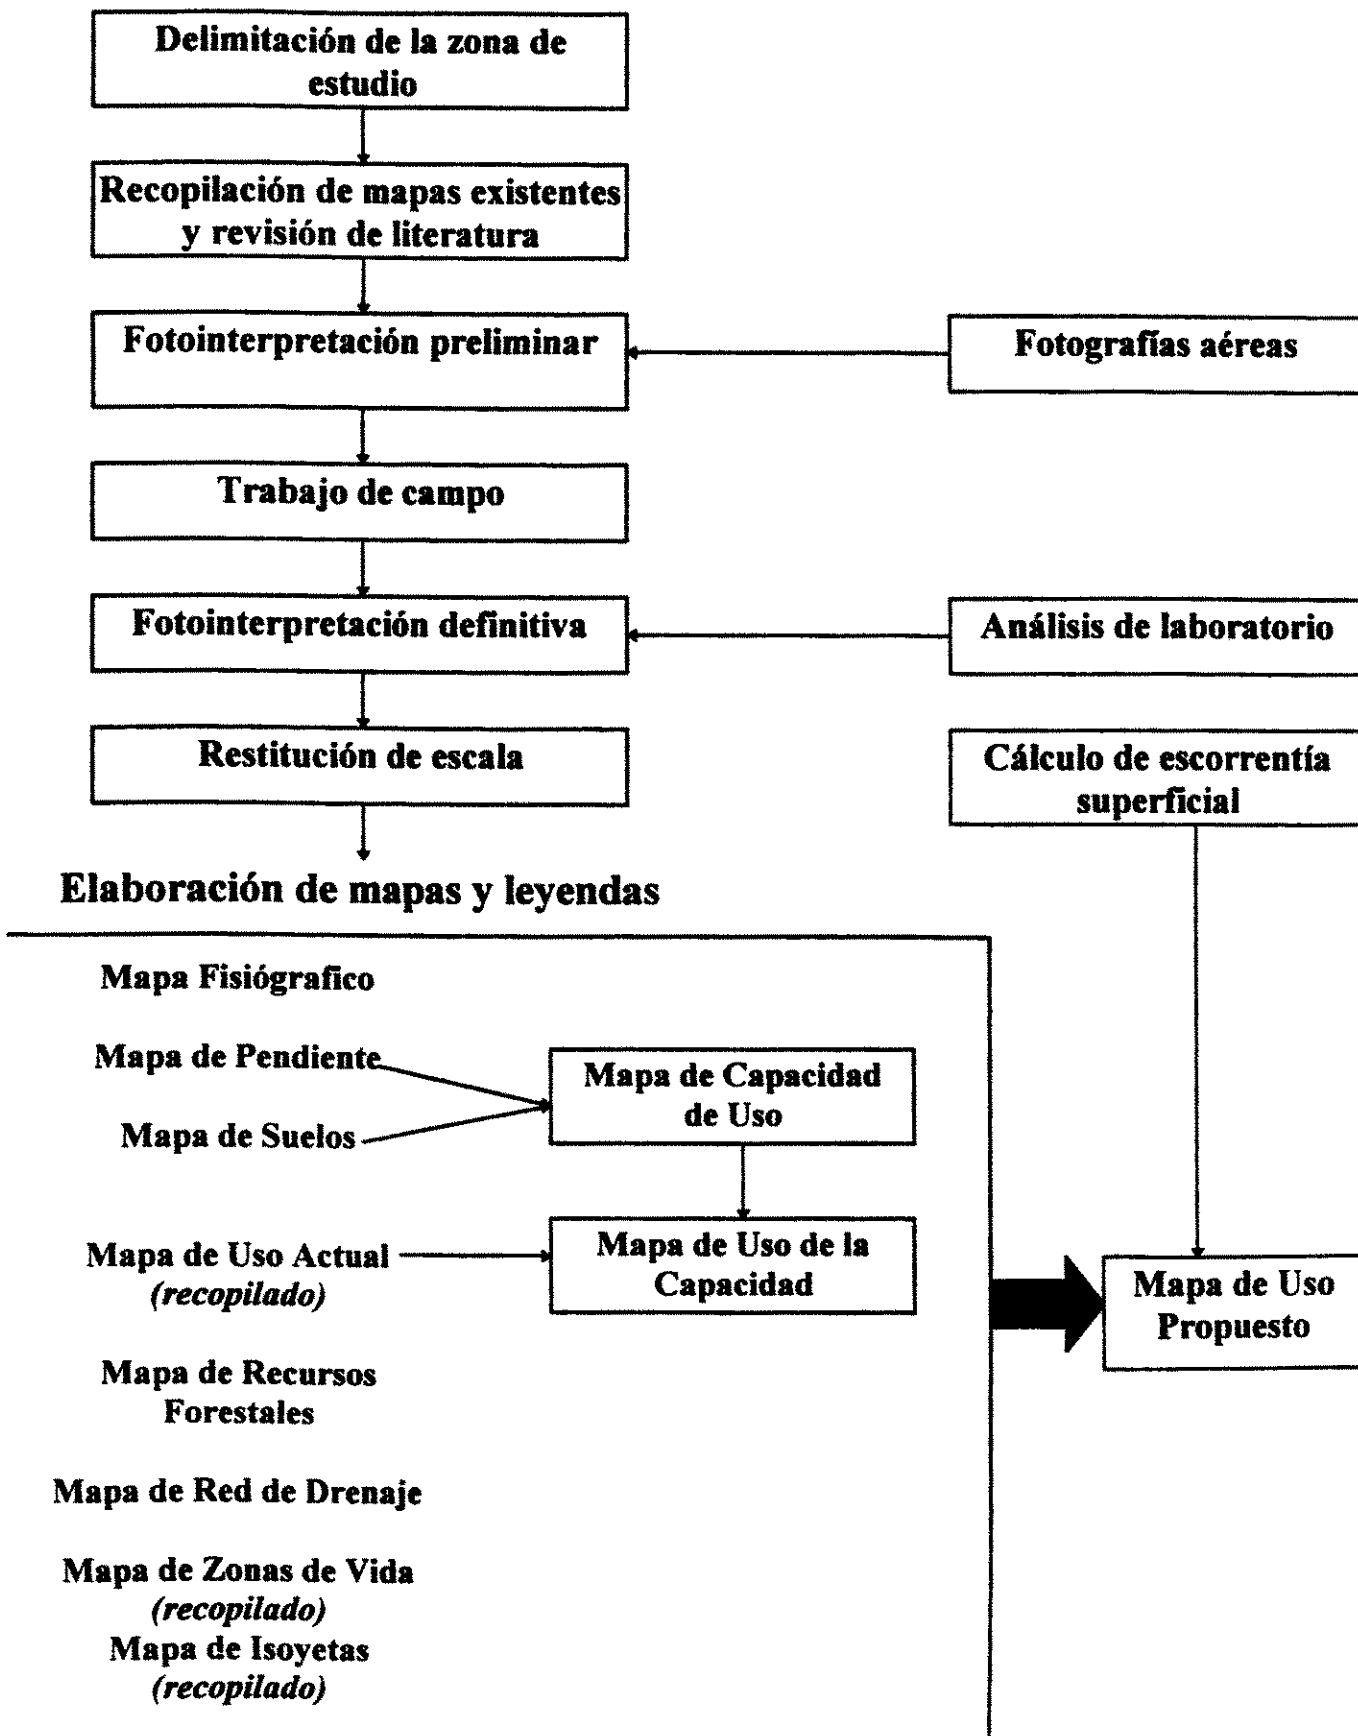 Delimitación de la zona de
estudio
Recopilación de mapas existentes
y revisión de literatura
Fotointerpretación preliminar
Fotografías aéreas
Trabajo de campo
Fotointerpretación definitiva
Análisis de laboratorio
Restitución de escala
Cálculo de escorrentía
superficial
Elaboración de mapas y leyendas
Mapa Fisiógrafico
Mapa de Pendiente
Mapa de Suelos
Mapa de Capacidad
de Uso
Mapa de Uso Actual
(recopilado)
Mapa de Uso de la
Capacidad
Mapa de Uso
Propuesto
Mapa de Recursos
Forestales
Mapa de Red de Drenaje
Mapa de Zonas de Vida
(recopilado)
Mapa de Isoyetas
(recopilado)